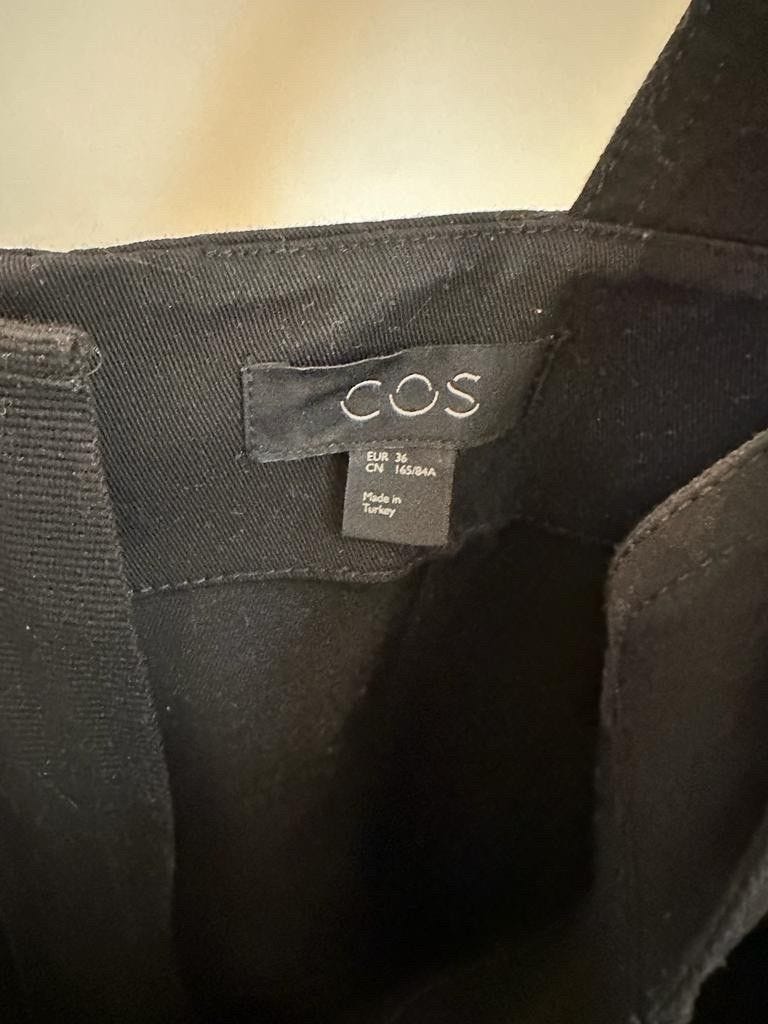 COS
EUR 36
CN 165/84A
Made in
Turkey